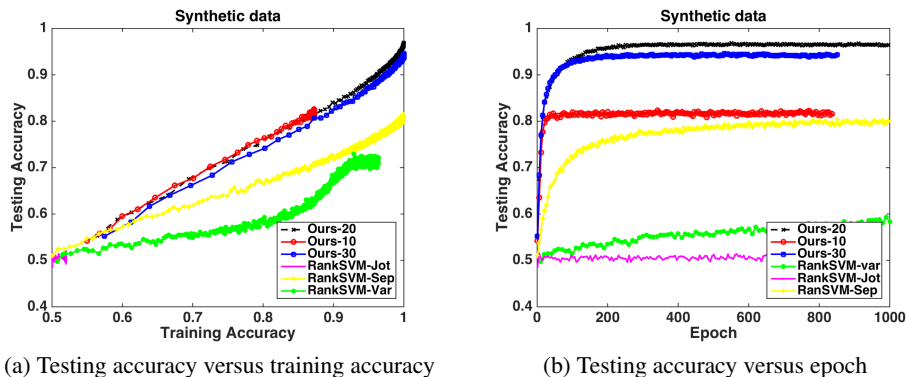 Synthetic data
1
0.9
0.8
0.7
0.6
0.5
0.4
Testing Accuracy
0.5 0.6 0.7 0.8 0.9 1
Training Accuracy
Ours-20
Ours-10
Ours-30
RankSVM-Jot
RankSVM-Sep
RankSVM-Var
(a) Testing accuracy versus training accuracy
Synthetic data
1
0.9
0.8
0.7
0.6
0.5
0.4
Testing Accuracy
0 200 400 600 800 1000
Epoch
Ours-20
Ours-10
Ours-30
RankSVM-var
RankSVM-Jot
RanSVM-Sep
(b) Testing accuracy versus epoch